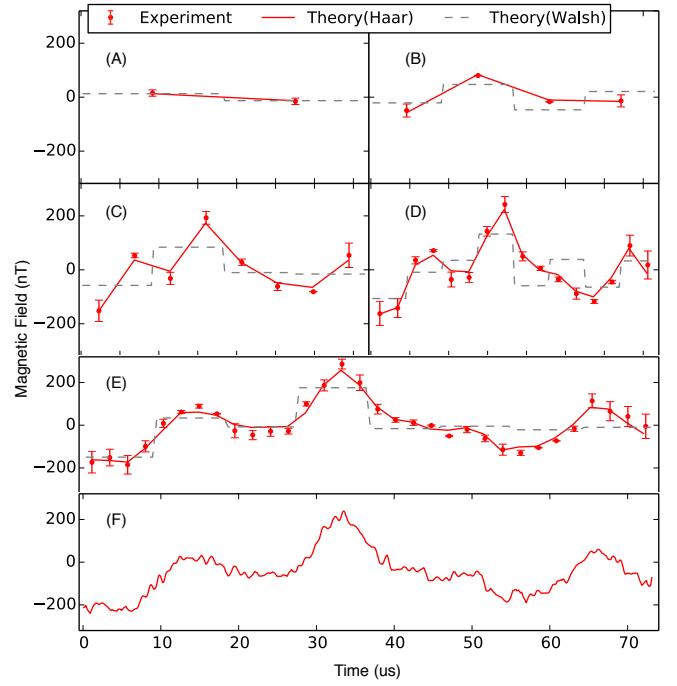 Experiment Theory(Haar) Theory(Walsh)
200
0
−200
(A)
(B)
200
0
−200
(C)
(D)
Magnetic Field (nT)
200
0
−200
(E)
200
0
−200
(F)
0 10 20 30 40 50 60 70
Time (us)